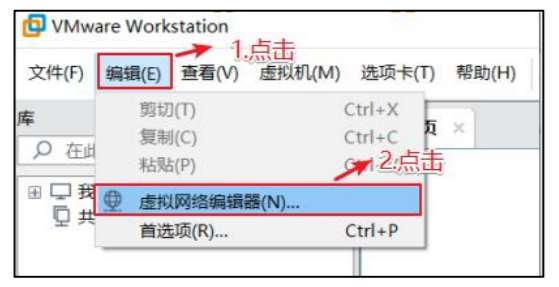 VMware Workstation
1.点击
文件(F) 编辑(E) 查看(V) 虚拟机(M) 选项卡(T) 帮助(H)
库
剪切(T) Ctrl+X
页 ×
复制(C) Ctrl+C
在此
粘贴(P)
2.点击
我
虚拟网络编辑器(N)...
共
首选项(R)... Ctrl+P